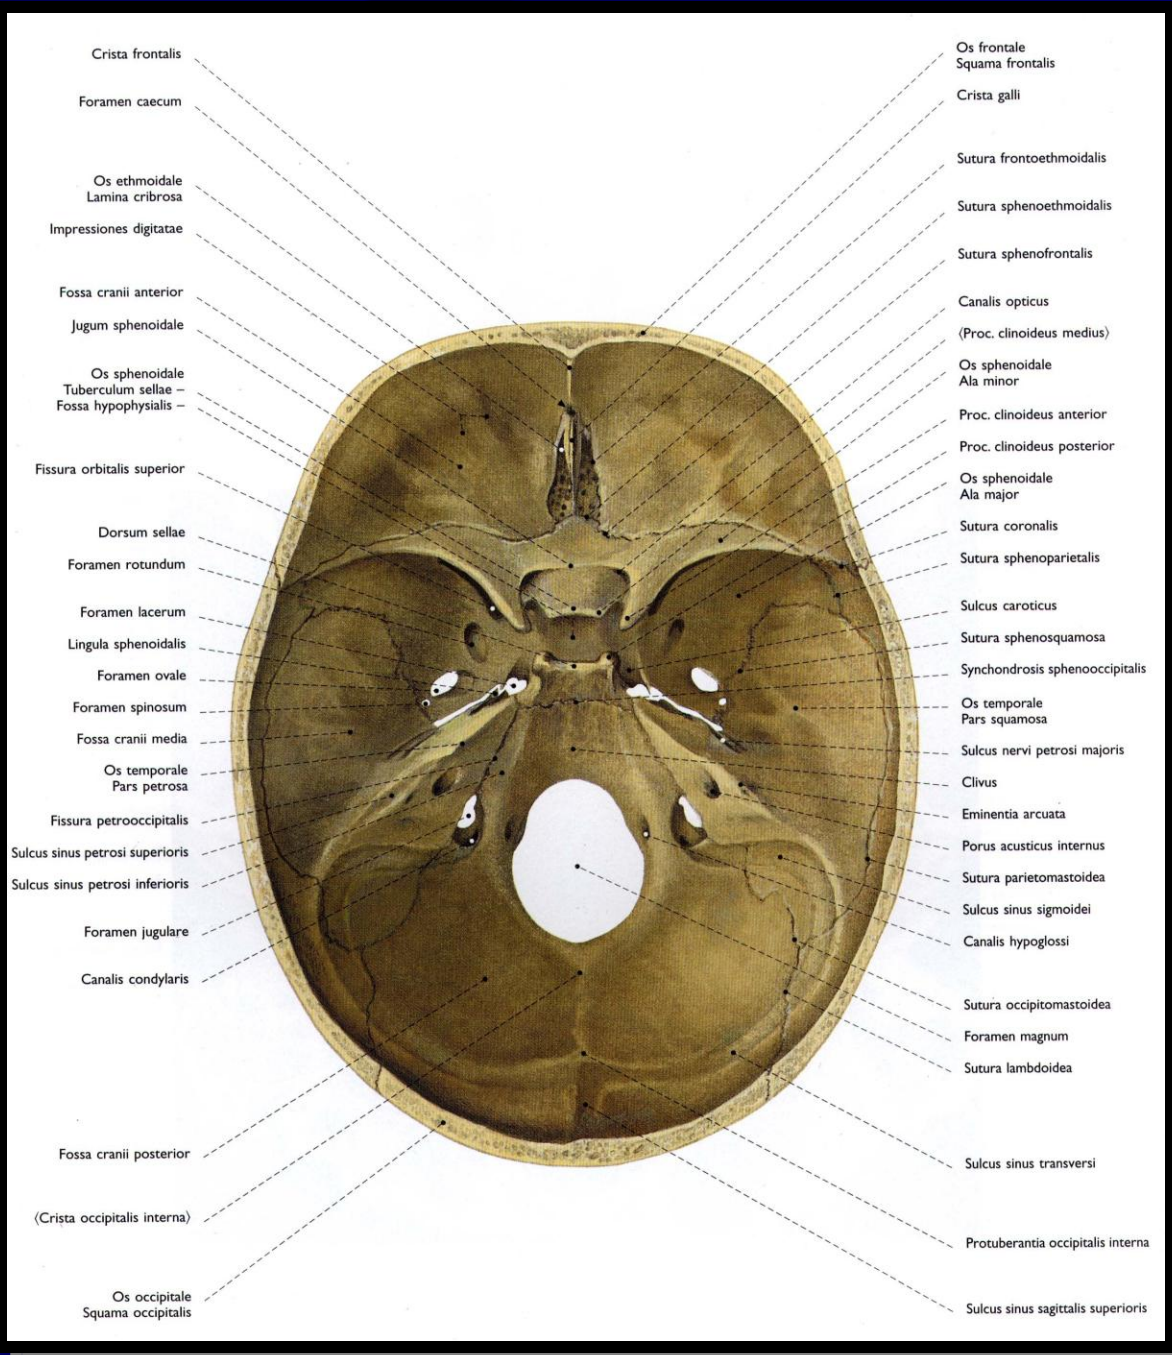 Crista frontalis
Foramen caecum
Os ethmoidale
Lamina cribrosa
Impressiones digitatae
Fossa cranii anterior
Jugum sphenoidale
Os sphenoidale
Tuberculum sellae –
Fossa hypophysialis –
Fissura orbitalis superior
Dorsum sellae
Foramen rotundum
Foramen lacerum
Lingula sphenoidalis
Foramen ovale
Foramen spinosum
Fossa cranii media
Os temporale
Pars petrosa
Fissura petrooccipitalis
Sulcus sinus petrosi superioris
Sulcus sinus petrosi inferioris
Foramen jugulare
Canalis condylaris
Fossa cranii posterior
⟨Crista occipitalis interna⟩
Os occipitale
Squama occipitalis
Os frontale
Squama frontalis
Crista galli
Sutura frontoethmoidalis
Sutura sphenoethmoidalis
Sutura sphenofrontalis
Canalis opticus
⟨Proc. clinoideus medius⟩
Os sphenoidale
Ala minor
Proc. clinoideus anterior
Proc. clinoideus posterior
Os sphenoidale
Ala major
Sutura coronalis
Sutura sphenoparietalis
Sulcus caroticus
Sutura sphenosquamosa
Synchondrosis sphenooccipitalis
Os temporale
Pars squamosa
Sulcus nervi petrosi majoris
Clivus
Eminentia arcuata
Porus acusticus internus
Sutura parietomastoidea
Sulcus sinus sigmoidei
Canalis hypoglossi
Sutura occipitomastoidea
Foramen magnum
Sutura lambdoidea
Sulcus sinus transversi
Protuberantia occipitalis interna
Sulcus sinus sagittalis superioris